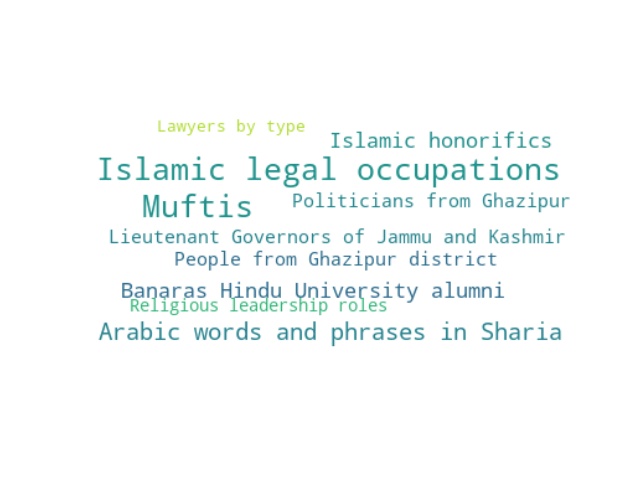 Lawyers by type
Islamic honorifics
Islamic legal occupations
Muftis
Politicians from Ghazipur
Lieutenant Governors of Jammu and Kashmir
People from Ghazipur district
Banaras Hindu University alumni
Religious leadership roles
Arabic words and phrases in Sharia